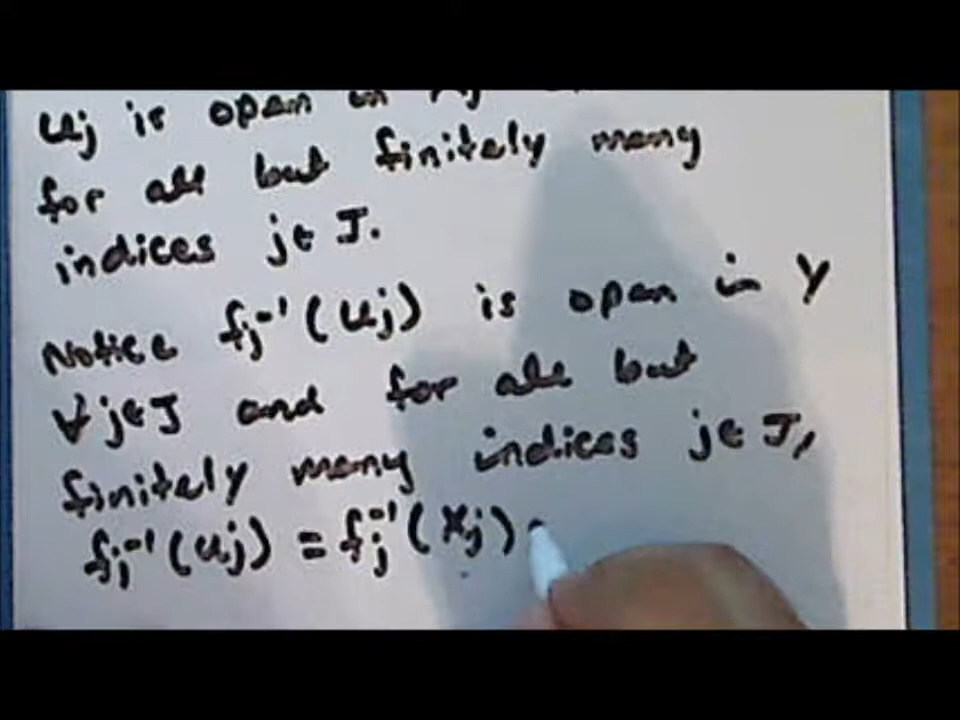 Uj is open in
for all but finitely many
indices j∈J.
Notice fj⁻¹(Uj) is open in Y
∀j∈J and for all but
finitely many indices j∈J,
fj⁻¹(Uj) = fj⁻¹(Xj)